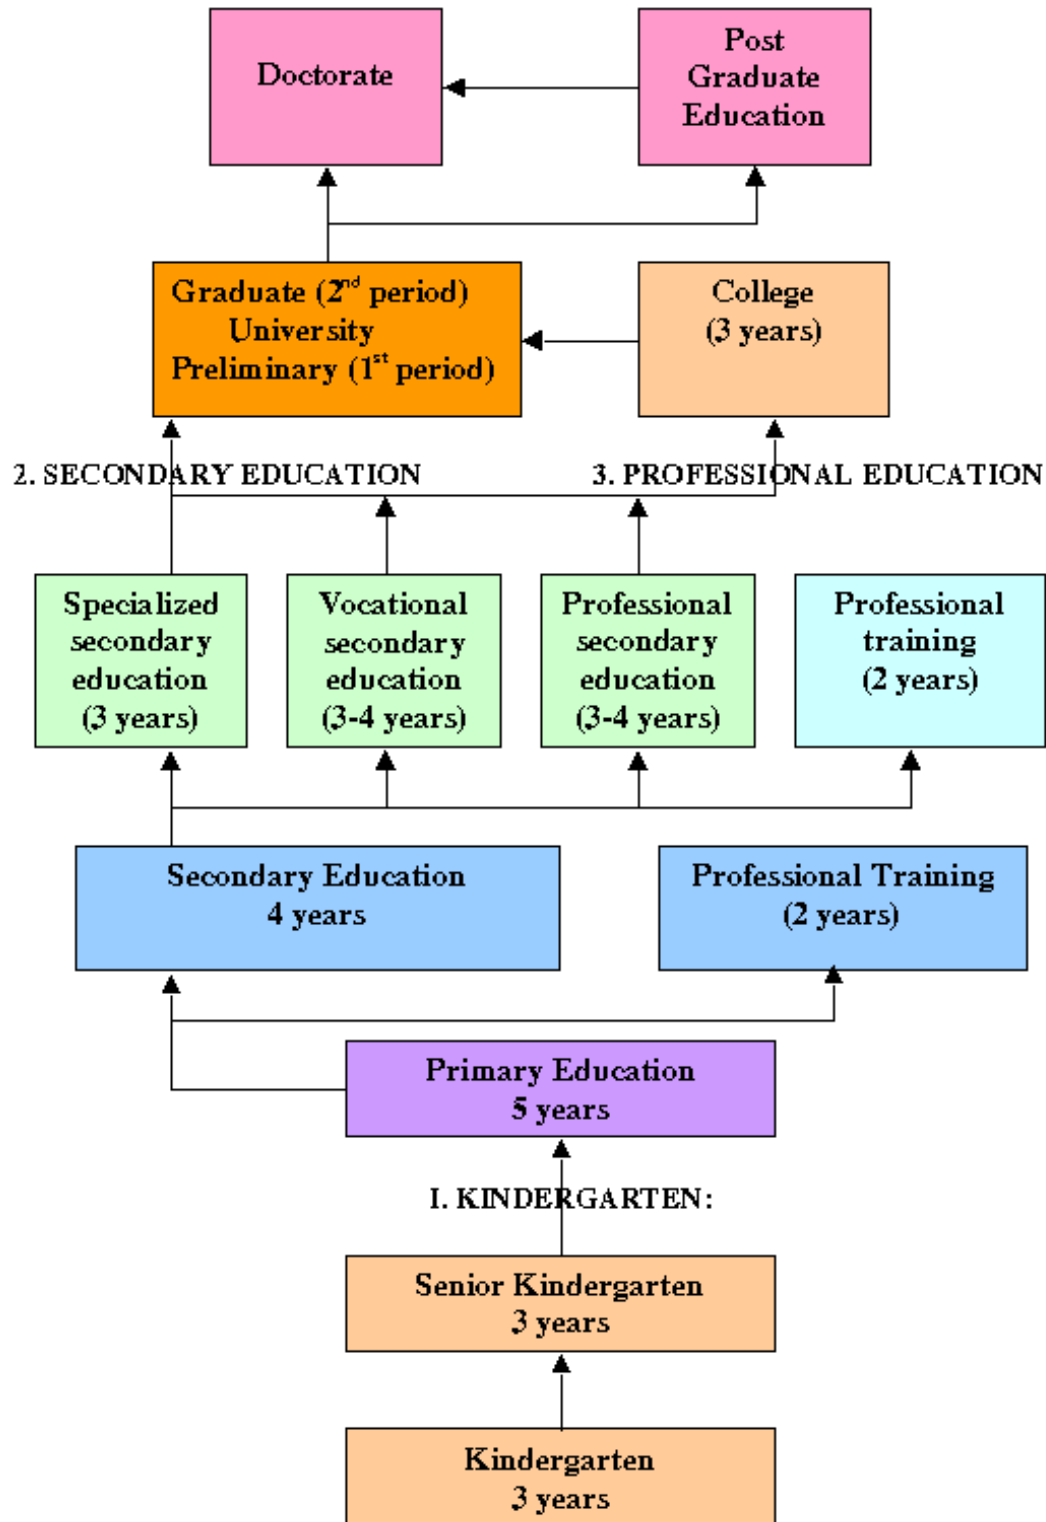 Doctorate
Post
Graduate
Education
Graduate (2nd period)
University
Preliminary (1st period)
College
(3 years)
2. SECONDARY EDUCATION
3. PROFESSIONAL EDUCATION
Specialized
secondary
education
(3 years)
Vocational
secondary
education
(3-4 years)
Professional
secondary
education
(3-4 years)
Professional
training
(2 years)
Secondary Education
4 years
Professional Training
(2 years)
Primary Education
5 years
I. KINDERGARTEN:
Senior Kindergarten
3 years
Kindergarten
3 years